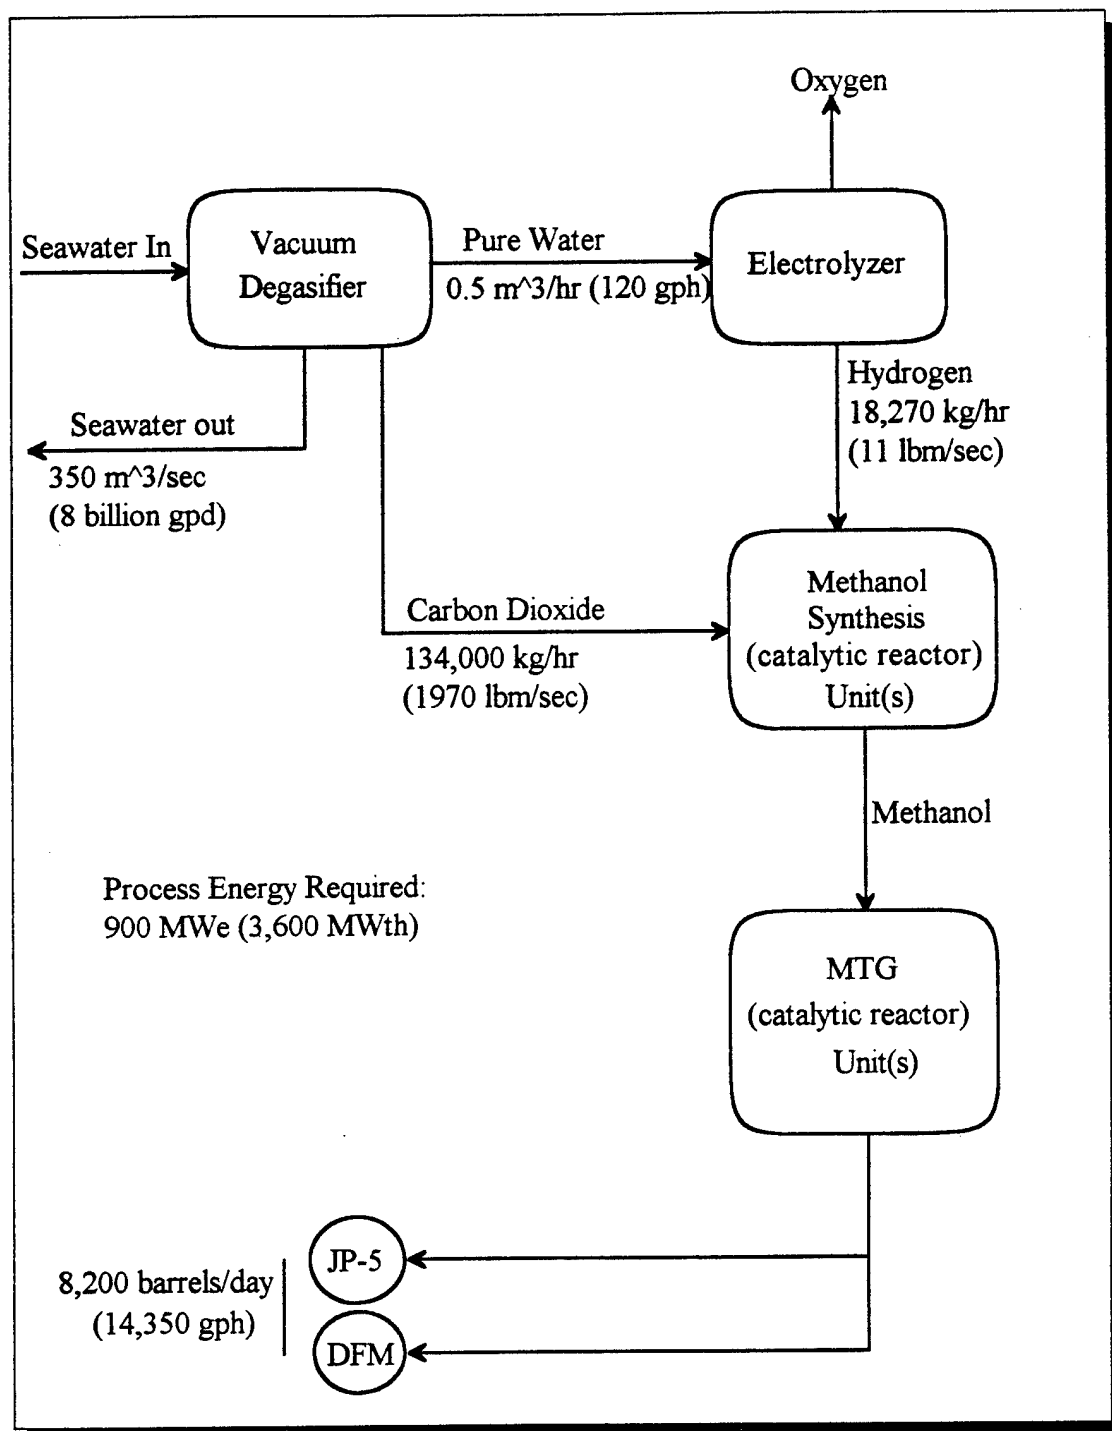 Oxygen
Seawater In
Vacuum
Degasifier
Pure Water
0.5 m^3/hr (120 gph)
Electrolyzer
Hydrogen
18,270 kg/hr
(11 lbm/sec)
Seawater out
350 m^3/sec
(8 billion gpd)
Carbon Dioxide
134,000 kg/hr
(1970 lbm/sec)
Methanol
Synthesis
(catalytic reactor)
Unit(s)
Methanol
Process Energy Required:
900 MWe (3,600 MWth)
MTG
(catalytic reactor)
Unit(s)
8,200 barrels/day
(14,350 gph)
JP-5
DFM